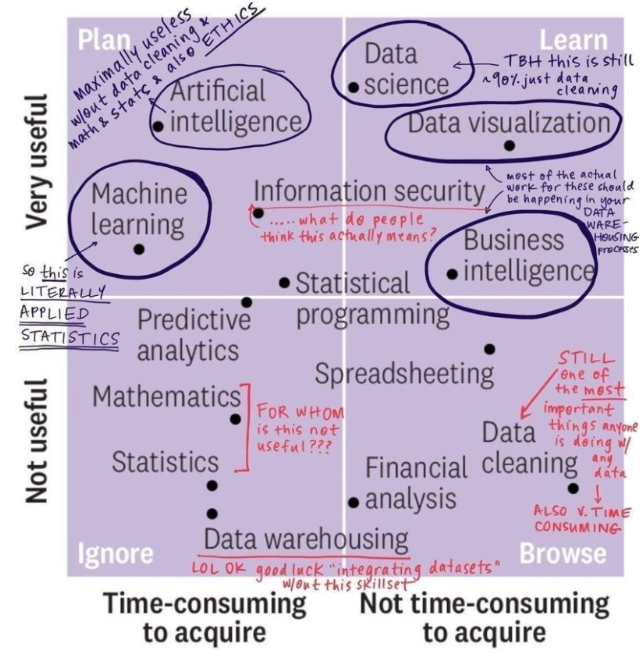 Plan
Learn
MAXIMALLY USELESS
W/OUT DATA CLEANING &
MATH & STATS & also ETHICS
Artificial
intelligence
Data
science
TBH THIS IS STILL
~90% JUST DATA
CLEANING
Data visualization
Very useful
Machine
learning
Information security
..... what do people
think this actually means?
most of the actual
work for these should
be happening in your
DATA
WARE-
HOUSING
PROCESSES
Business
intelligence
So this is
LITERALLY
APPLIED
STATISTICS
Statistical
programming
Predictive
analytics
Spreadsheeting
Not useful
Mathematics
FOR WHOM
is this not
useful???
Statistics
STILL
one of
the most
important
things anyone
is doing w/
any
data
ALSO V. TIME
CONSUMING
Data
cleaning
Financial
analysis
Data warehousing
Ignore
Browse
LOL OK good luck "integrating datasets"
w/out this skillset
Time-consuming
to acquire
Not time-consuming
to acquire